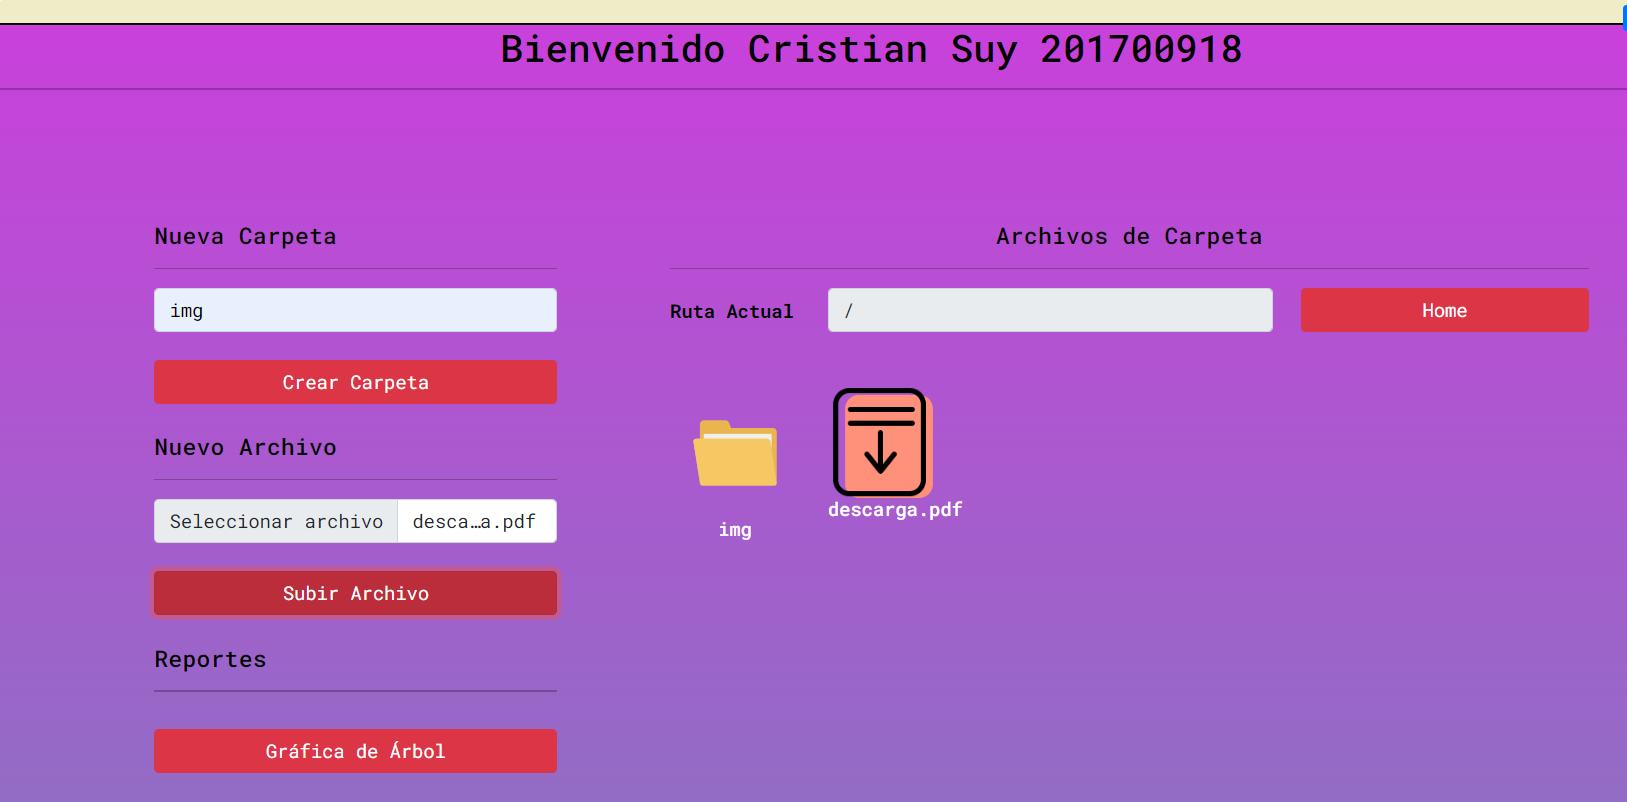 Bienvenido Cristian Suy 201700918
Nueva Carpeta
img
Crear Carpeta
Nuevo Archivo
Seleccionar archivo desca…a.pdf
Subir Archivo
Reportes
Gráfica de Árbol
Archivos de Carpeta
Ruta Actual / Home
img
descarga.pdf